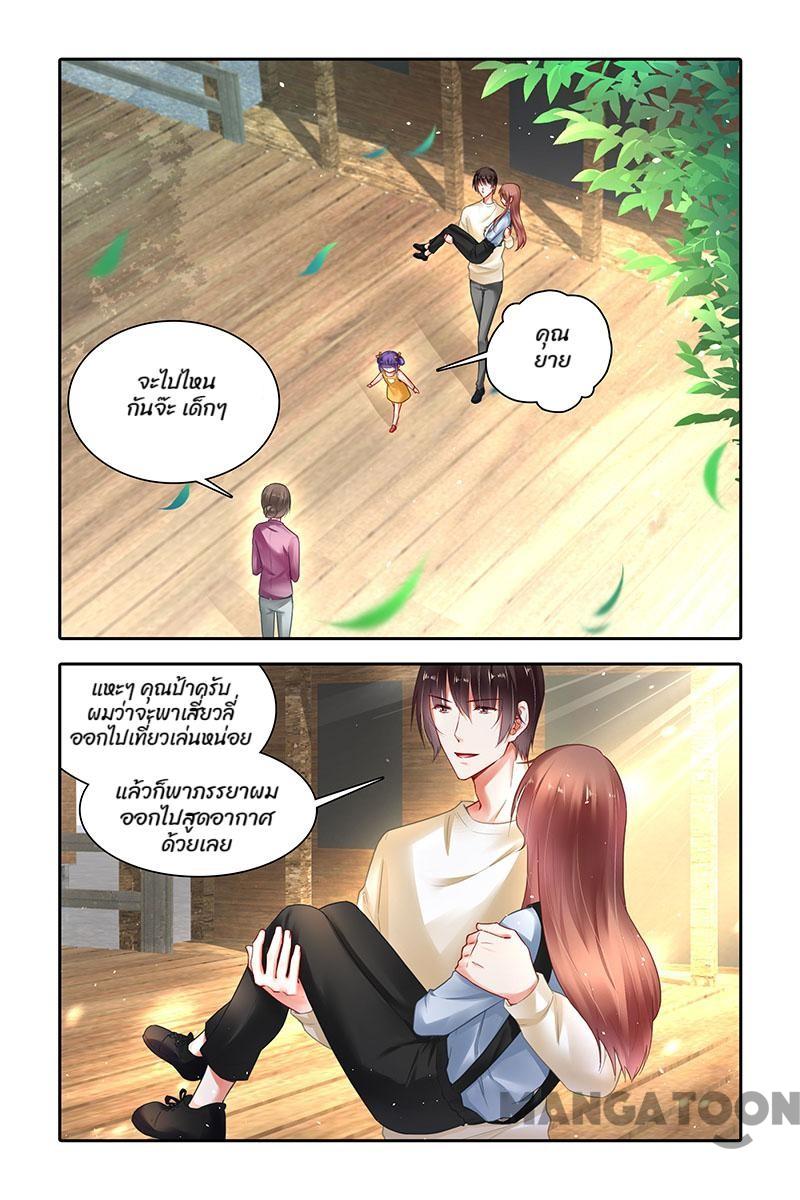 คุณ
ยาย
จะไปไหน
กันจ๊ะ เด็กๆ
แหะๆ คุณป้าครับ
ผมว่าจะพาเสี่ยวลี่
ออกไปเที่ยวเล่นหน่อย
แล้วก็พาภรรยาผม
ออกไปสูดอากาศ
ด้วยเลย
MANGATOON